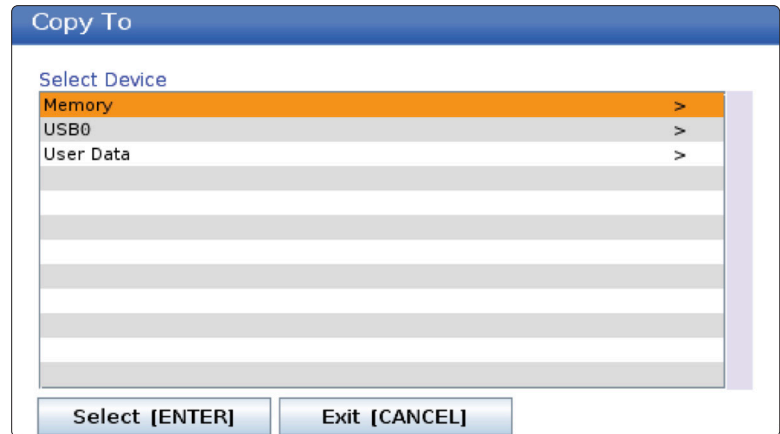 Copy To
Select Device
Memory >
USB0 >
User Data >
Select [ENTER] Exit [CANCEL]